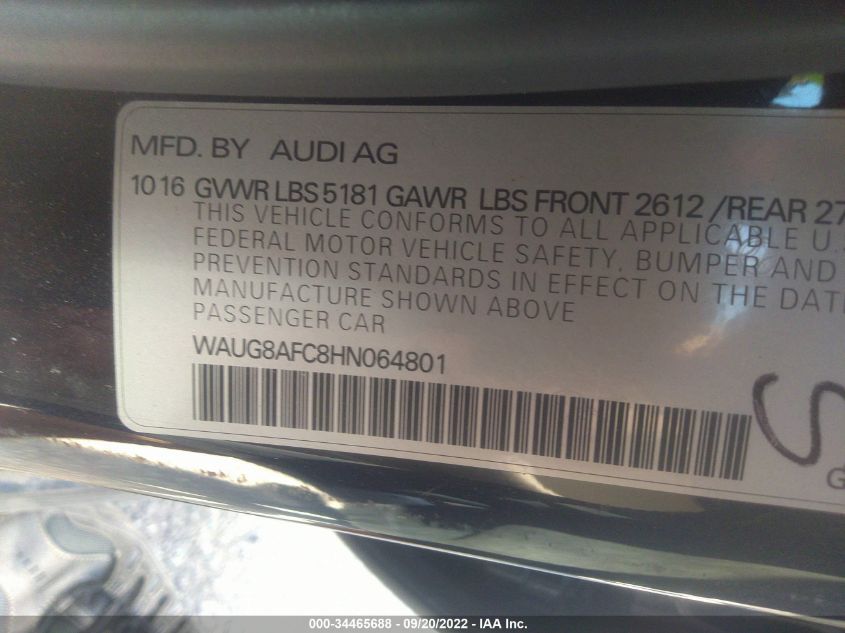 MFD. BY AUDI AG
10 16 GVWR LBS 5181 GAWR LBS FRONT 2612 /REAR 27
THIS VEHICLE CONFORMS TO ALL APPLICABLE U.
FEDERAL MOTOR VEHICLE SAFETY, BUMPER AND
PREVENTION STANDARDS IN EFFECT ON THE DATE
MANUFACTURE SHOWN ABOVE
PASSENGER CAR
WAUG8AFC8HN064801
S
G
000-34465688 - 09/20/2022 - IAA Inc.